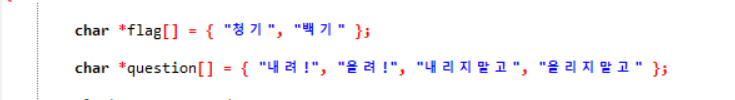 char *flag[] = { "청기", "백기" };
char *question[] = { "내려!", "올려!", "내리지말고", "올리지말고" };